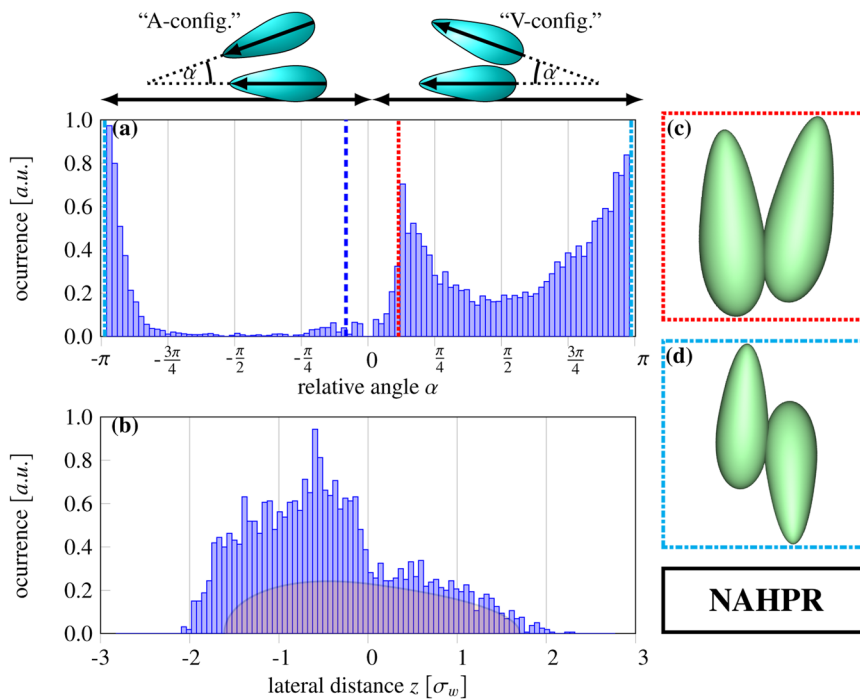 “A-config.” “V-config.”
α α
(a)
ocurrence [a.u.]
1.0
0.8
0.6
0.4
0.2
0.0
-π -3π/4 -π/2 -π/4 0 π/4 π/2 3π/4 π
relative angle α
(b)
ocurrence [a.u.]
1.0
0.8
0.6
0.4
0.2
0.0
-3 -2 -1 0 1 2 3
lateral distance z [σw]
(c)
(d)
NAHPR